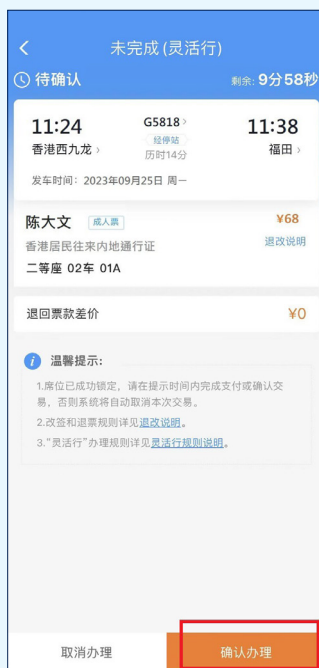 未完成(灵活行)
待确认 剩余: 9分58秒
11:24 G5818 11:38
香港西九龙 经停站 福田
历时14分
发车时间: 2023年09月25日 周一
陈大文 成人票 ¥68
香港居民往来内地通行证 退改说明
二等座 02车 01A
退回票款差价 ¥0
温馨提示:
1.席位已成功锁定，请在提示时间内完成支付或确认交
易，否则系统将自动取消本次交易。
2.改签和退票规则详见退改说明。
3.“灵活行”办理规则详见灵活行规则说明。
取消办理 确认办理